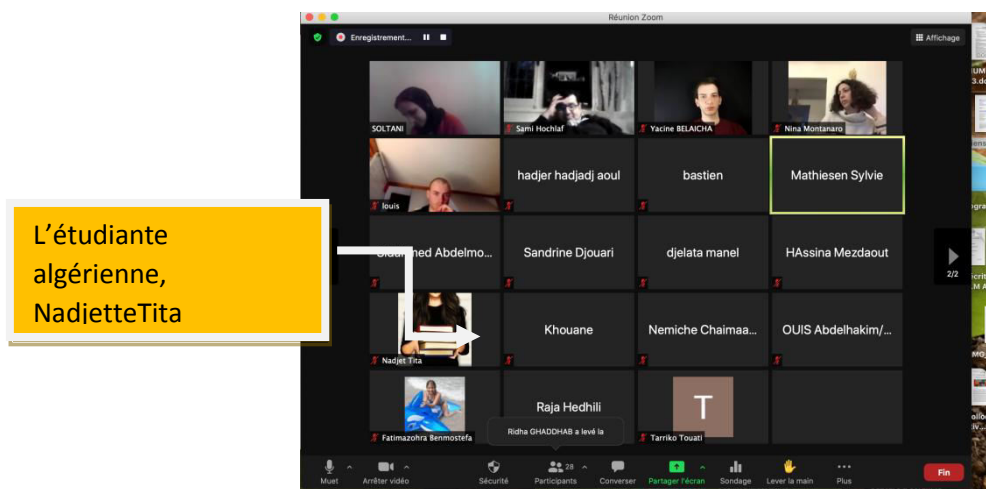 Réunion Zoom
Enregistrement...
Affichage
SOLTANI
Sami Hochlaf
Yacine BELAICHA
Nina Montanaro
louis
hadjer hadjadj aoul
bastien
Mathiesen Sylvie
L'étudiante
algérienne,
NadjetteTita
Abdelmo...
Sandrine Djouari
djelata manel
HAssina Mezdaout
2/2
Nadjet Tita
Khouane
Nemiche Chaimaa...
OUIS Abdelhakim/...
Fatimazohra Benmostefa
Raja Hedhili
Ridha GHADDHAB a levé la
T
Tarriko Touati
Muet
Arrêter vidéo
Sécurité
28
Participants
Converser
Partager l'écran
Sondage
Lever la main
Plus
Fin